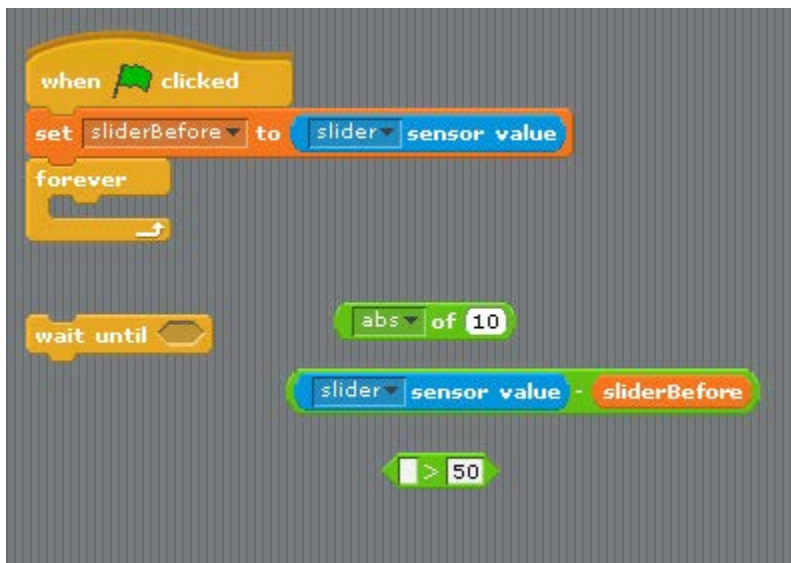 when clicked
set sliderBefore to slider sensor value
forever
wait until
abs of 10
slider sensor value - sliderBefore
> 50